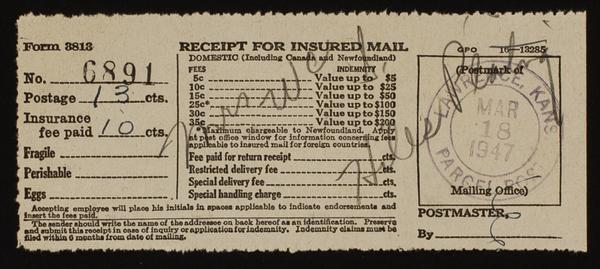 Form 3813
No. 6891
Postage 13 cts.
Insurance
fee paid 10 cts.
Fragile
Perishable
Eggs
RECEIPT FOR INSURED MAIL
DOMESTIC (Including Canada and Newfoundland)
FEES INDEMNITY
5c Value up to $5
10c Value up to $25
15c Value up to $50
25c* Value up to $100
30c Value up to $150
35c Value up to $200
*Maximum chargeable to Newfoundland. Apply
at post office window for information concerning fees
applicable to insured mail for foreign countries.
Fee paid for return receipt cts.
Restricted delivery fee cts.
Special delivery fee cts.
Special handling charge cts.
GPO 16—13285
(Postmark of
LAWRENCE, KANS.
MAR
18
1947
PARCEL POST
Mailing Office)
POSTMASTER,
By
Accepting employee will place his initials in spaces applicable to indicate endorsements and
insert the fees paid.
The sender should write the name of the addressee on back hereof as an identification. Preserve
and submit this receipt in case of inquiry or application for indemnity. Indemnity claims must be
filed within 6 months from date of mailing.